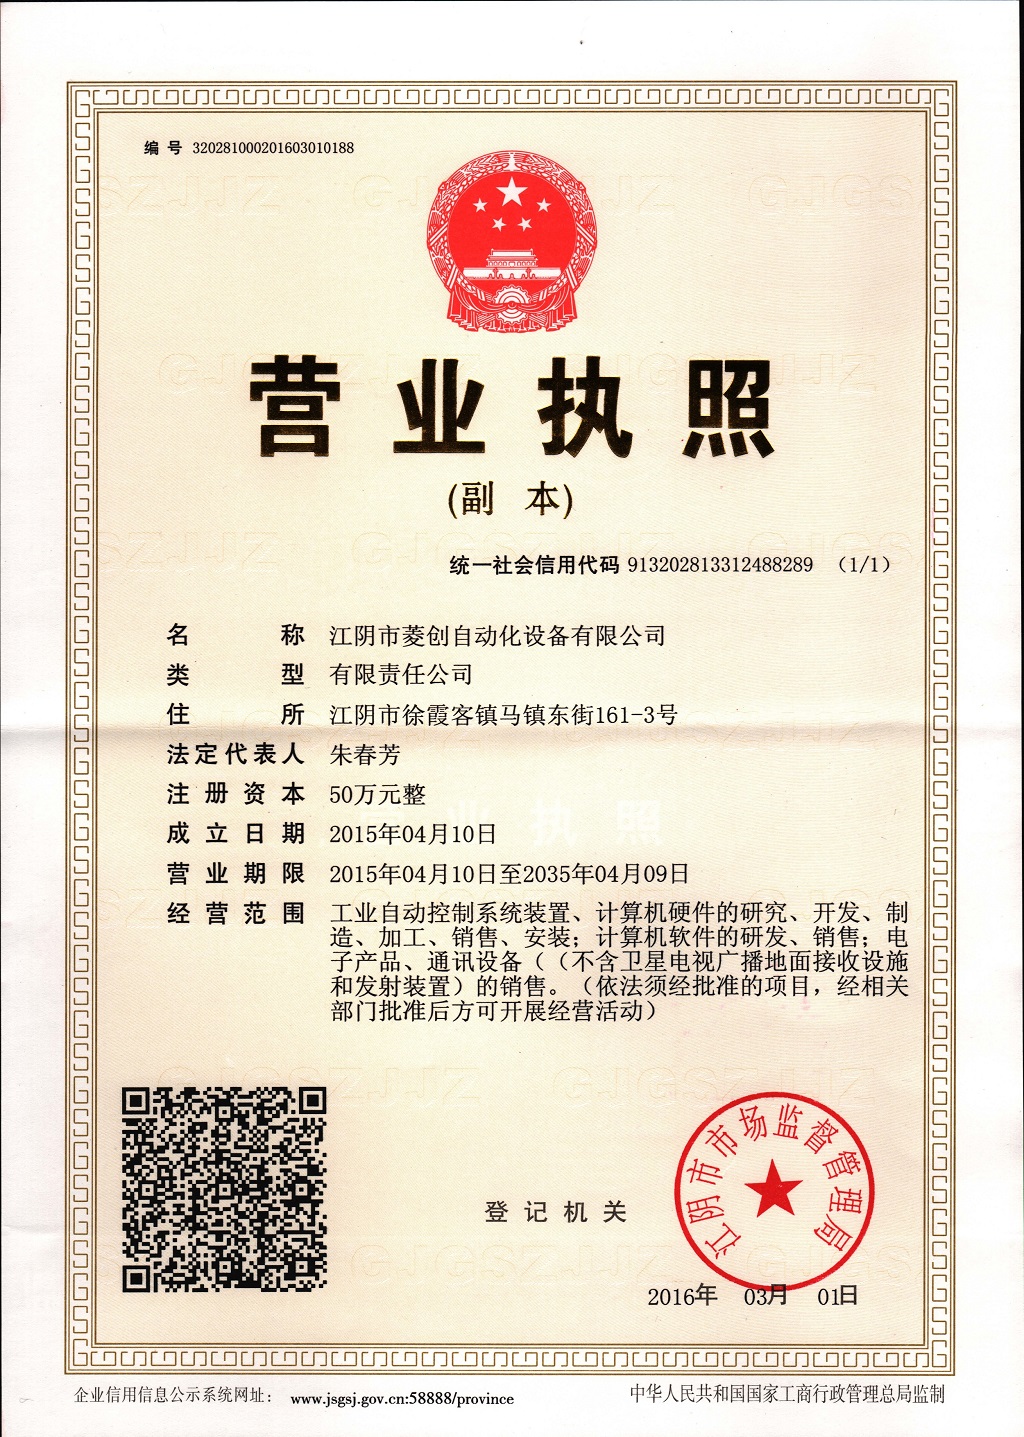 编 号 320281000201603010188
营业执照
(副 本)
统一社会信用代码 913202813312488289 （1/1）
名 称 江阴市菱创自动化设备有限公司
类 型 有限责任公司
住 所 江阴市徐霞客镇马镇东街161-3号
法定代表人 朱春芳
注 册 资 本 50万元整
成 立 日 期 2015年04月10日
营 业 期 限 2015年04月10日至2035年04月09日
经 营 范 围 工业自动控制系统装置、计算机硬件的研究、开发、制
造、加工、销售、安装；计算机软件的研发、销售；电
子产品、通讯设备（（不含卫星电视广播地面接收设施
和发射装置）的销售。（依法须经批准的项目，经相关
部门批准后方可开展经营活动）
江阴市市场监督管理局
登 记 机 关
2016年 03月 01日
企业信用信息公示系统网址： www.jsgsj.gov.cn:58888/province
中华人民共和国国家工商行政管理总局监制